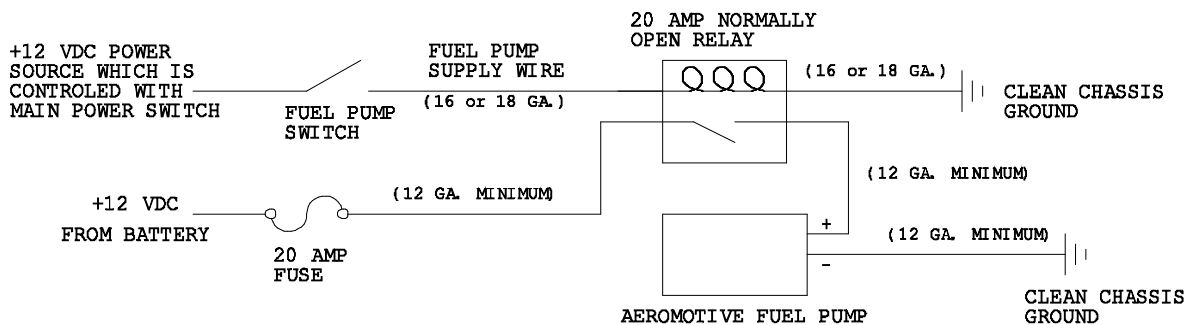 +12 VDC POWER
SOURCE WHICH IS
CONTROLED WITH
MAIN POWER SWITCH
FUEL PUMP
SWITCH
FUEL PUMP
SUPPLY WIRE
(16 or 18 GA.)
20 AMP NORMALLY
OPEN RELAY
(16 or 18 GA.)
CLEAN CHASSIS
GROUND
+12 VDC
FROM BATTERY
20 AMP
FUSE
(12 GA. MINIMUM)
(12 GA. MINIMUM)
+
-
(12 GA. MINIMUM)
AEROMOTIVE FUEL PUMP
CLEAN CHASSIS
GROUND